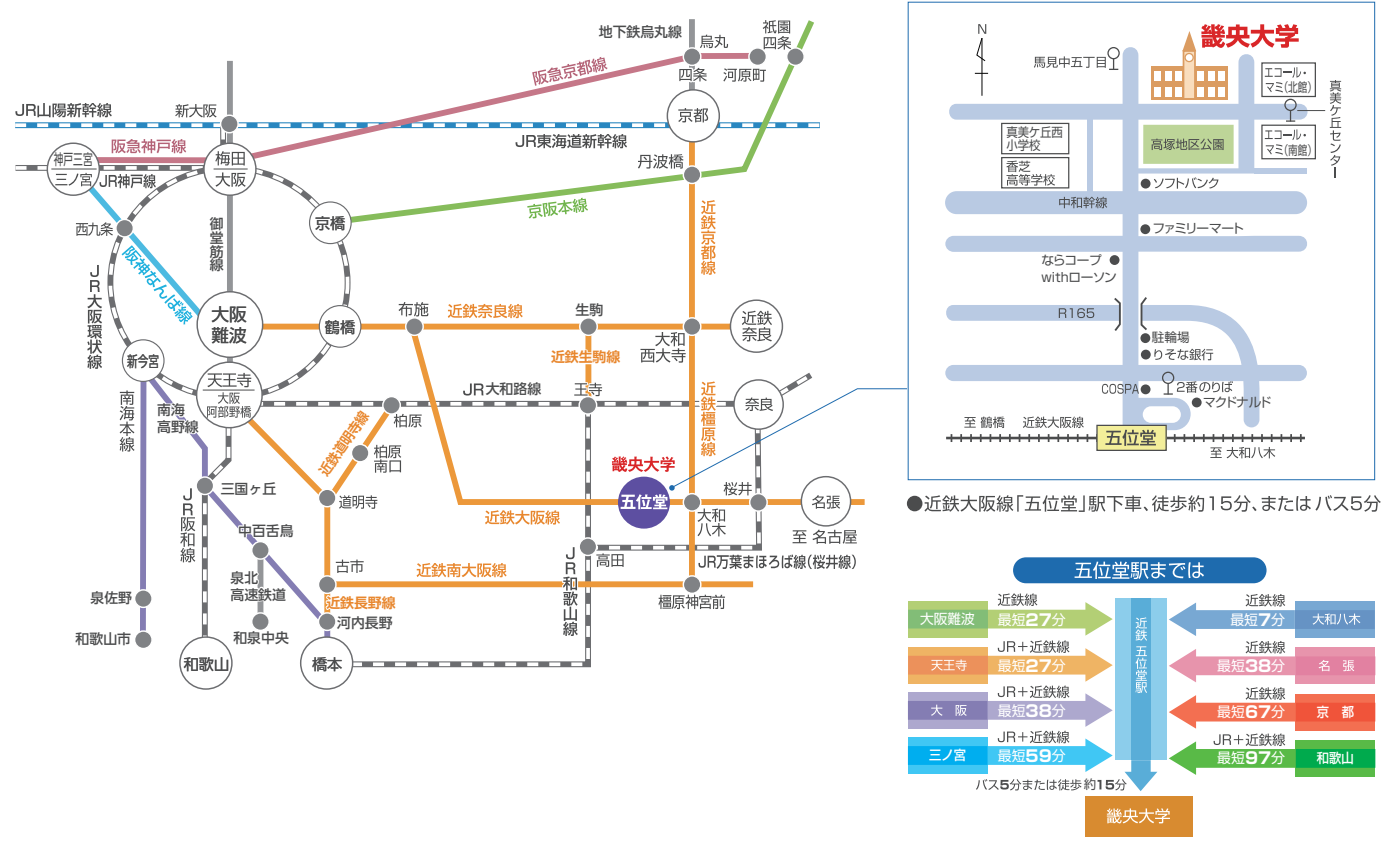 地下鉄烏丸線
烏丸
祇園
四条
四条
河原町
阪急京都線
JR山陽新幹線
新大阪
京都
JR東海道新幹線
阪急神戸線
神戸三宮
三ノ宮
JR神戸線
梅田
大阪
丹波橋
京阪本線
京橋
西九条
御堂筋線
阪神なんば線
近鉄京都線
JR大阪環状線
大阪
難波
鶴橋
布施
近鉄奈良線
生駒
近鉄
奈良
大和
西大寺
近鉄生駒線
新今宮
天王寺
大阪
阿部野橋
JR大和路線
王寺
奈良
近鉄橿原線
南海本線
南海
高野線
柏原
近鉄道明寺線
柏原
南口
畿央大学
五位堂
桜井
名張
至 名古屋
三国ヶ丘
道明寺
近鉄大阪線
大和
八木
JR阪和線
中百舌鳥
高田
JR万葉まほろば線(桜井線)
古市
近鉄南大阪線
JR和歌山線
橿原神宮前
泉北
高速鉄道
近鉄長野線
泉佐野
河内長野
和歌山市
和泉中央
和歌山
橋本
N
畿央大学
馬見中五丁目
エコール・
マミ(北館)
真美ケ丘センター
エコール・
マミ(南館)
真美ケ丘西
小学校
高塚地区公園
香芝
高等学校
ソフトバンク
中和幹線
ファミリーマート
ならコープ
withローソン
R165
駐輪場
りそな銀行
COSPA
2番のりば
マクドナルド
至 鶴橋
近鉄大阪線
五位堂
至 大和八木
●近鉄大阪線「五位堂」駅下車、徒歩約15分、または バス5分
五位堂駅までは
大阪難波
近鉄線
最短27分
天王寺
JR+近鉄線
最短27分
大 阪
JR+近鉄線
最短38分
三ノ宮
JR+近鉄線
最短59分
近鉄 五位堂駅
近鉄線
最短7分
大和八木
近鉄線
最短38分
名 張
近鉄線
最短67分
京 都
JR+近鉄線
最短97分
和歌山
バス5分または徒歩 約15分
畿央大学